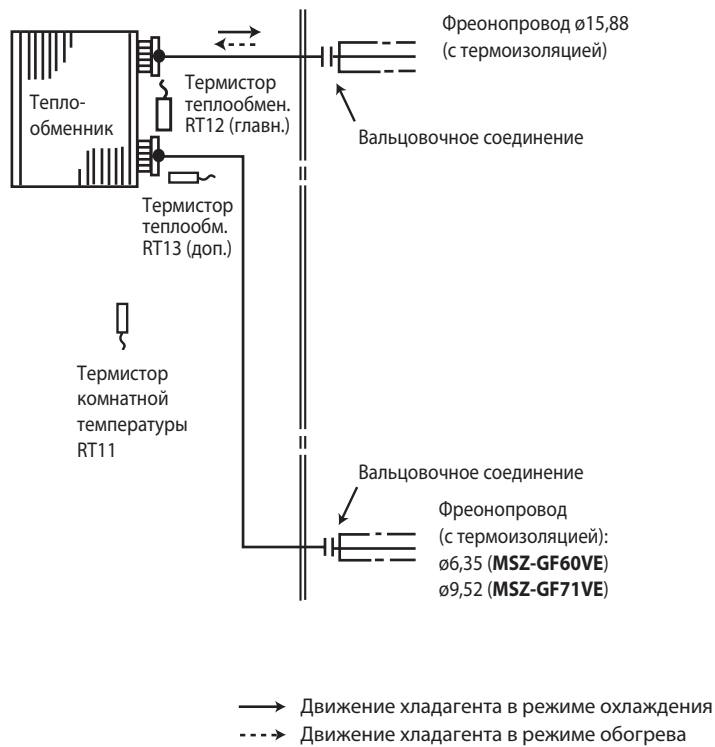 Фреонопровод ø15,88
(с термоизоляцией)
Тепло-
обменник
Термистор
теплообмен.
RT12 (главн.)
Вальцовочное соединение
Термистор
теплообм.
RT13 (доп.)
Термистор
комнатной
температуры
RT11
Вальцовочное соединение
Фреонопровод
(с термоизоляцией):
ø6,35 (MSZ-GF60VE)
ø9,52 (MSZ-GF71VE)
Движение хладагента в режиме охлаждения
Движение хладагента в режиме обогрева